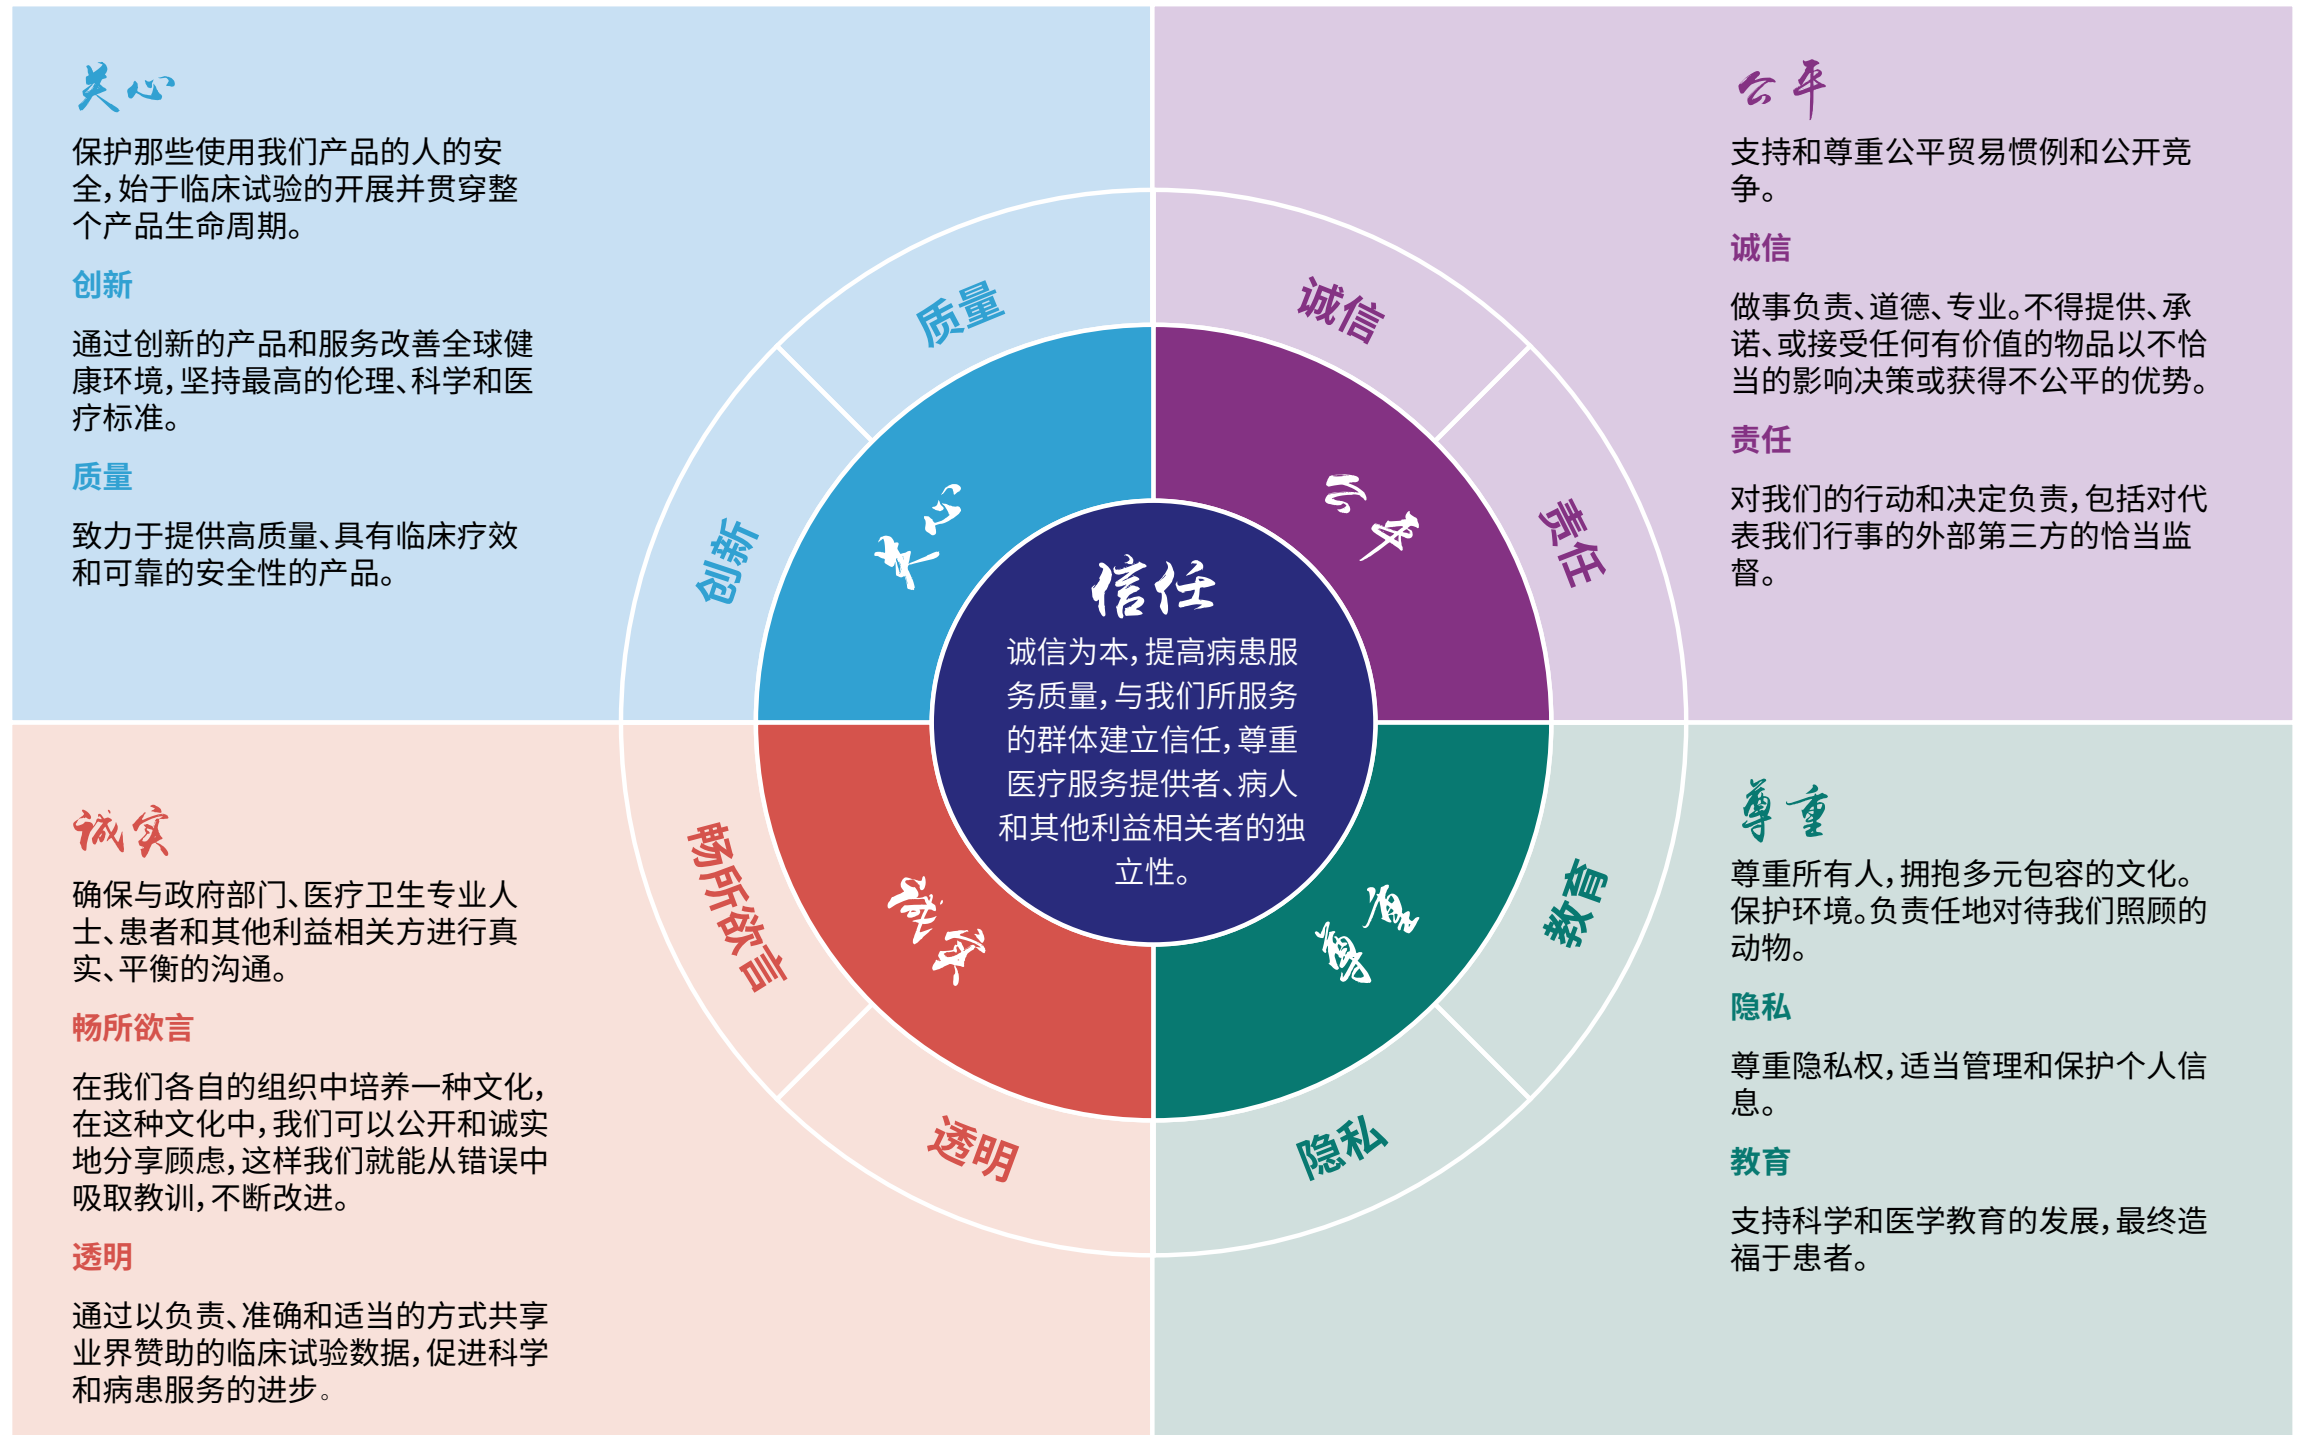 关心
保护那些使用我们产品的人的安
全，始于临床试验的开展并贯穿整
个产品生命周期。
创新
通过创新的产品和服务改善全球健
康环境，坚持最高的伦理、科学和医
疗标准。
质量
致力于提供高质量、具有临床疗效
和可靠的安全性的产品。
公平
支持和尊重公平贸易惯例和公开竞
争。
诚信
做事负责、道德、专业。不得提供、承
诺、或接受任何有价值的物品以不恰
当的影响决策或获得不公平的优势。
责任
对我们的行动和决定负责，包括对代
表我们行事的外部第三方的恰当监
督。
质量
创新
关心
诚信
责任
公平
信任
诚信为本，提高病患服
务质量，与我们所服务
的群体建立信任，尊重
医疗服务提供者、病人
和其他利益相关者的独
立性。
畅所欲言
透明
诚实
教育
隐私
尊重
诚实
确保与政府部门、医疗卫生专业人
士、患者和其他利益相关方进行真
实、平衡的沟通。
畅所欲言
在我们各自的组织中培养一种文化，
在这种文化中，我们可以公开和诚实
地分享顾虑，这样我们就能从错误中
吸取教训，不断改进。
透明
通过以负责、准确和适当的方式共享
业界赞助的临床试验数据，促进科学
和病患服务的进步。
尊重
尊重所有人，拥抱多元包容的文化。
保护环境。负责任地对待我们照顾的
动物。
隐私
尊重隐私权，适当管理和保护个人信
息。
教育
支持科学和医学教育的发展，最终造
福于患者。